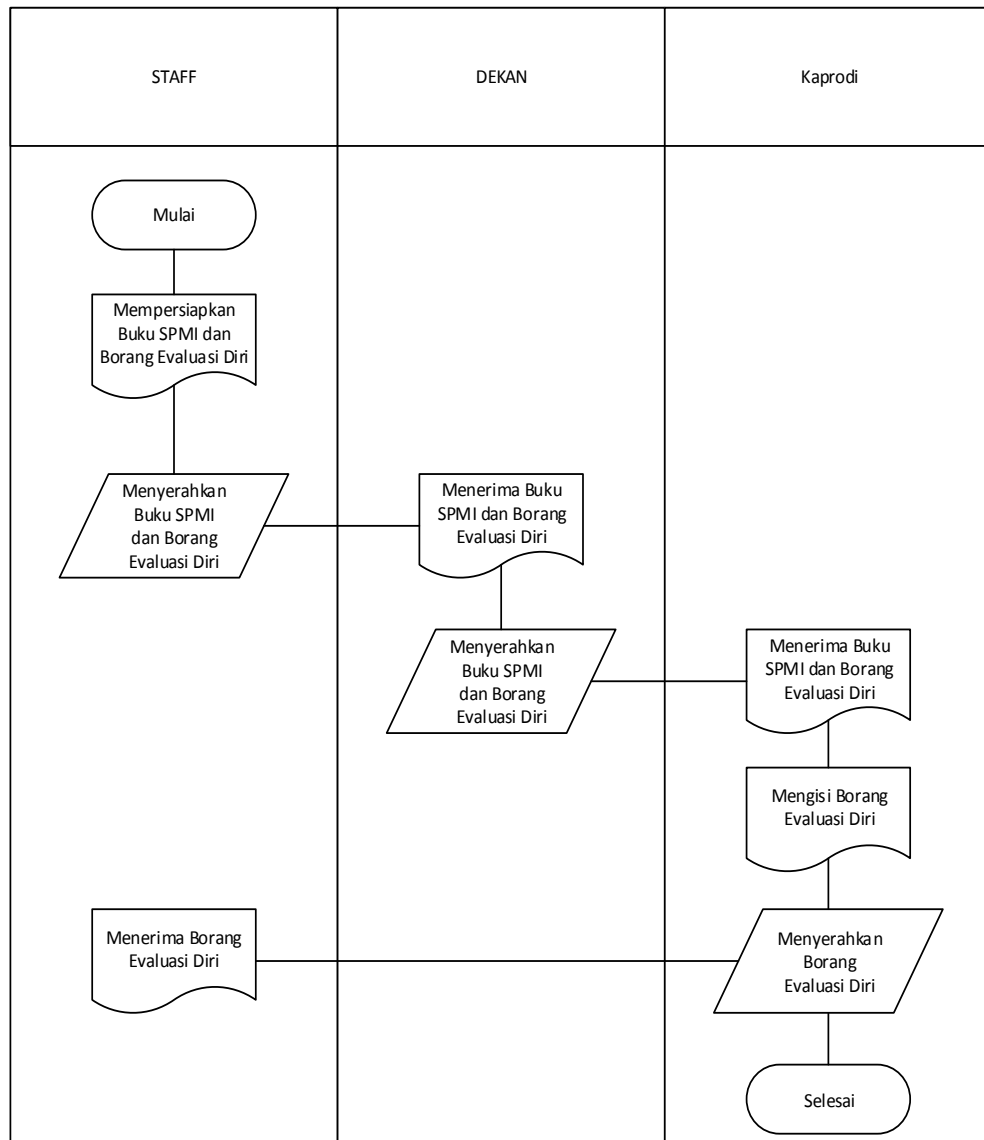 STAFF
DEKAN
Kaprodi
Mulai
Mempersiapkan
Buku SPMI dan
Borang Evaluasi Diri
Menyerahkan
Buku SPMI
dan Borang
Evaluasi Diri
Menerima Buku
SPMI dan Borang
Evaluasi Diri
Menyerahkan
Buku SPMI
dan Borang
Evaluasi Diri
Menerima Buku
SPMI dan Borang
Evaluasi Diri
Mengisi Borang
Evaluasi Diri
Menyerahkan
Borang
Evaluasi Diri
Menerima Borang
Evaluasi Diri
Selesai